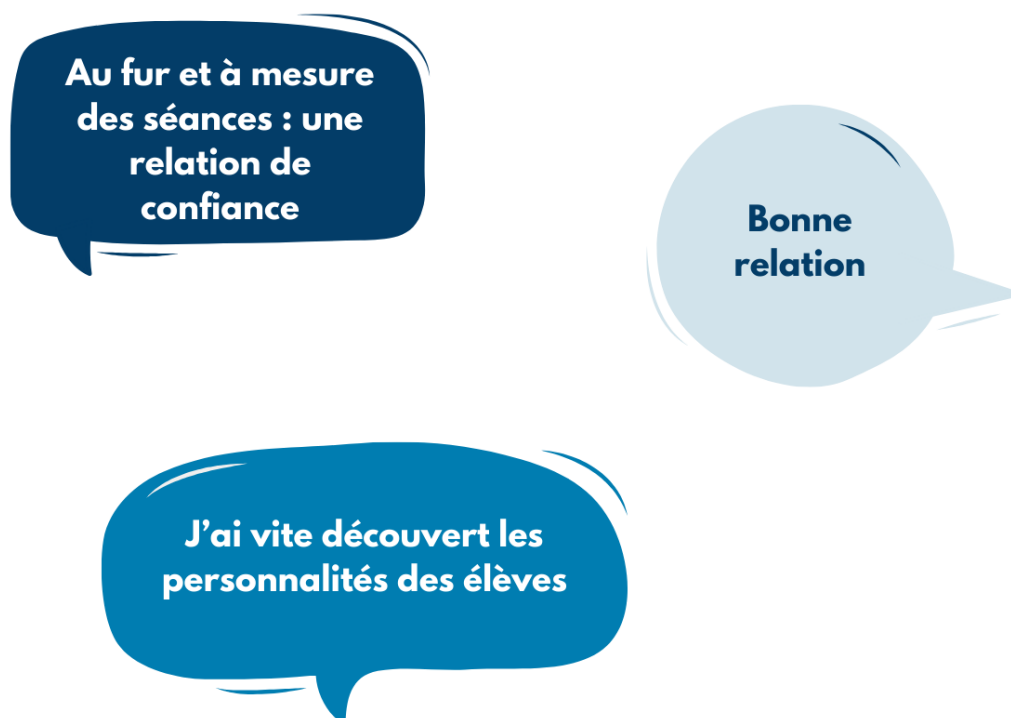 Au fur et à mesure
des séances : une
relation de
confiance
Bonne
relation
J’ai vite découvert les
personnalités des élèves